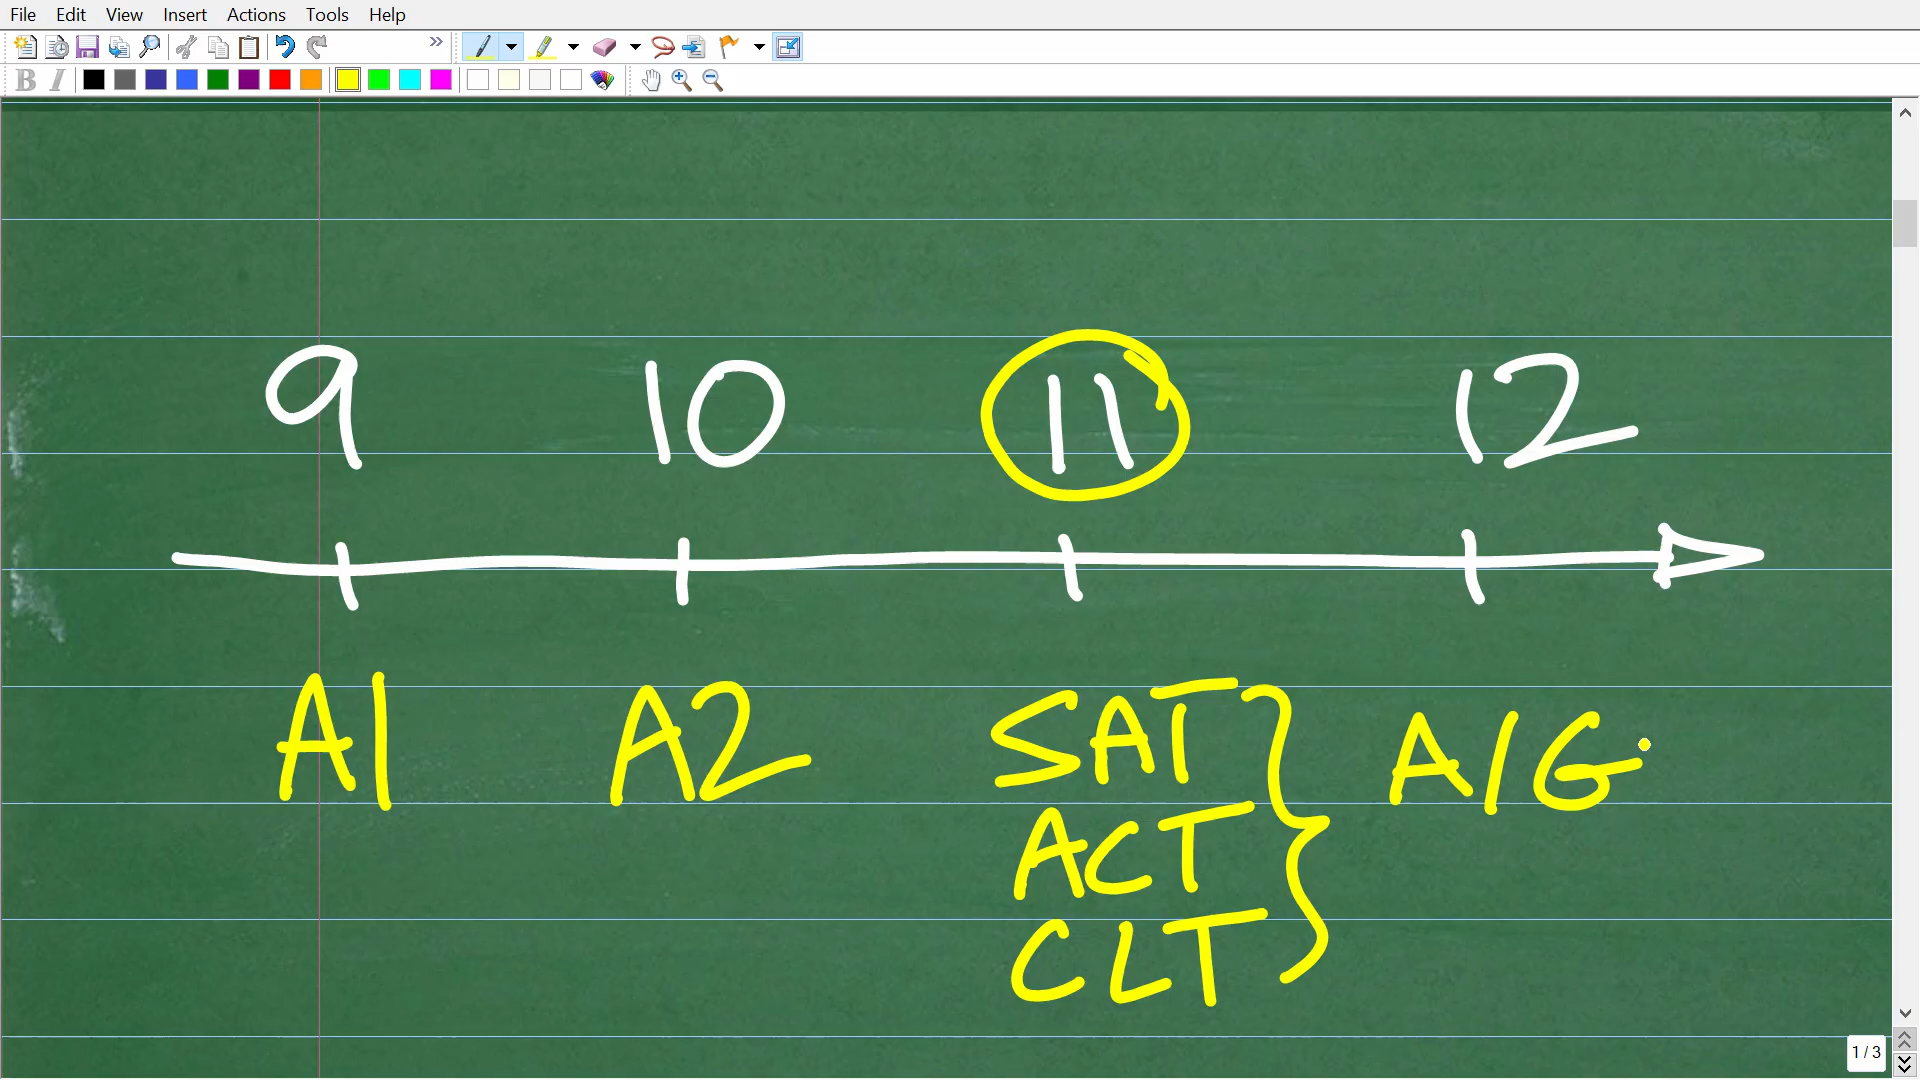 File Edit View Insert Actions Tools Help
B I
9 10 11 12
A1 A2 SAT A/G
ACT
CLT
1 / 3